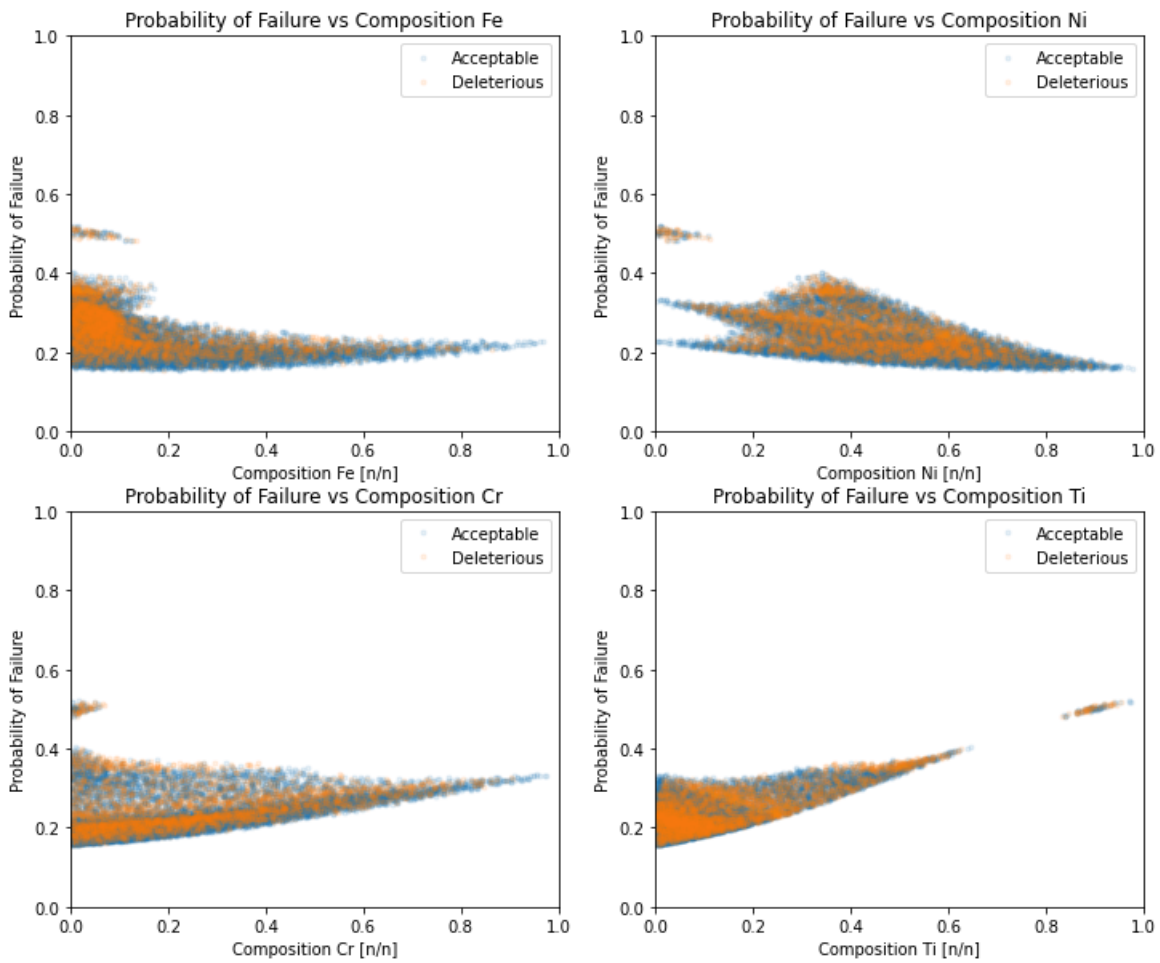 Probability of Failure vs Composition Fe
1.0
0.8
0.6
0.4
0.2
0.0
Probability of Failure
Acceptable
Deleterious
0.0 0.2 0.4 0.6 0.8 1.0
Composition Fe [n/n]
Probability of Failure vs Composition Ni
1.0
0.8
0.6
0.4
0.2
0.0
Probability of Failure
Acceptable
Deleterious
0.0 0.2 0.4 0.6 0.8 1.0
Composition Ni [n/n]
Probability of Failure vs Composition Cr
1.0
0.8
0.6
0.4
0.2
0.0
Probability of Failure
Acceptable
Deleterious
0.0 0.2 0.4 0.6 0.8 1.0
Composition Cr [n/n]
Probability of Failure vs Composition Ti
1.0
0.8
0.6
0.4
0.2
0.0
Probability of Failure
Acceptable
Deleterious
0.0 0.2 0.4 0.6 0.8 1.0
Composition Ti [n/n]